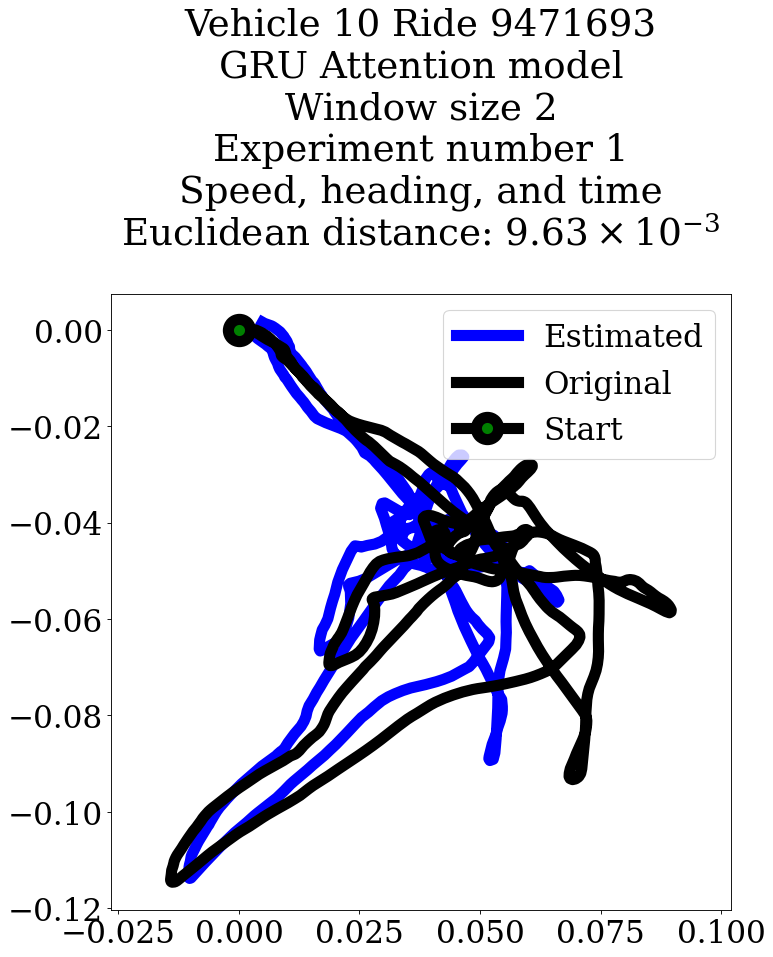 Vehicle 10 Ride 9471693
GRU Attention model
Window size 2
Experiment number 1
Speed, heading, and time
Euclidean distance: 9.63 × 10⁻³
Estimated
Original
Start
0.00
−0.02
−0.04
−0.06
−0.08
−0.10
−0.12
−0.025 0.000 0.025 0.050 0.075 0.100